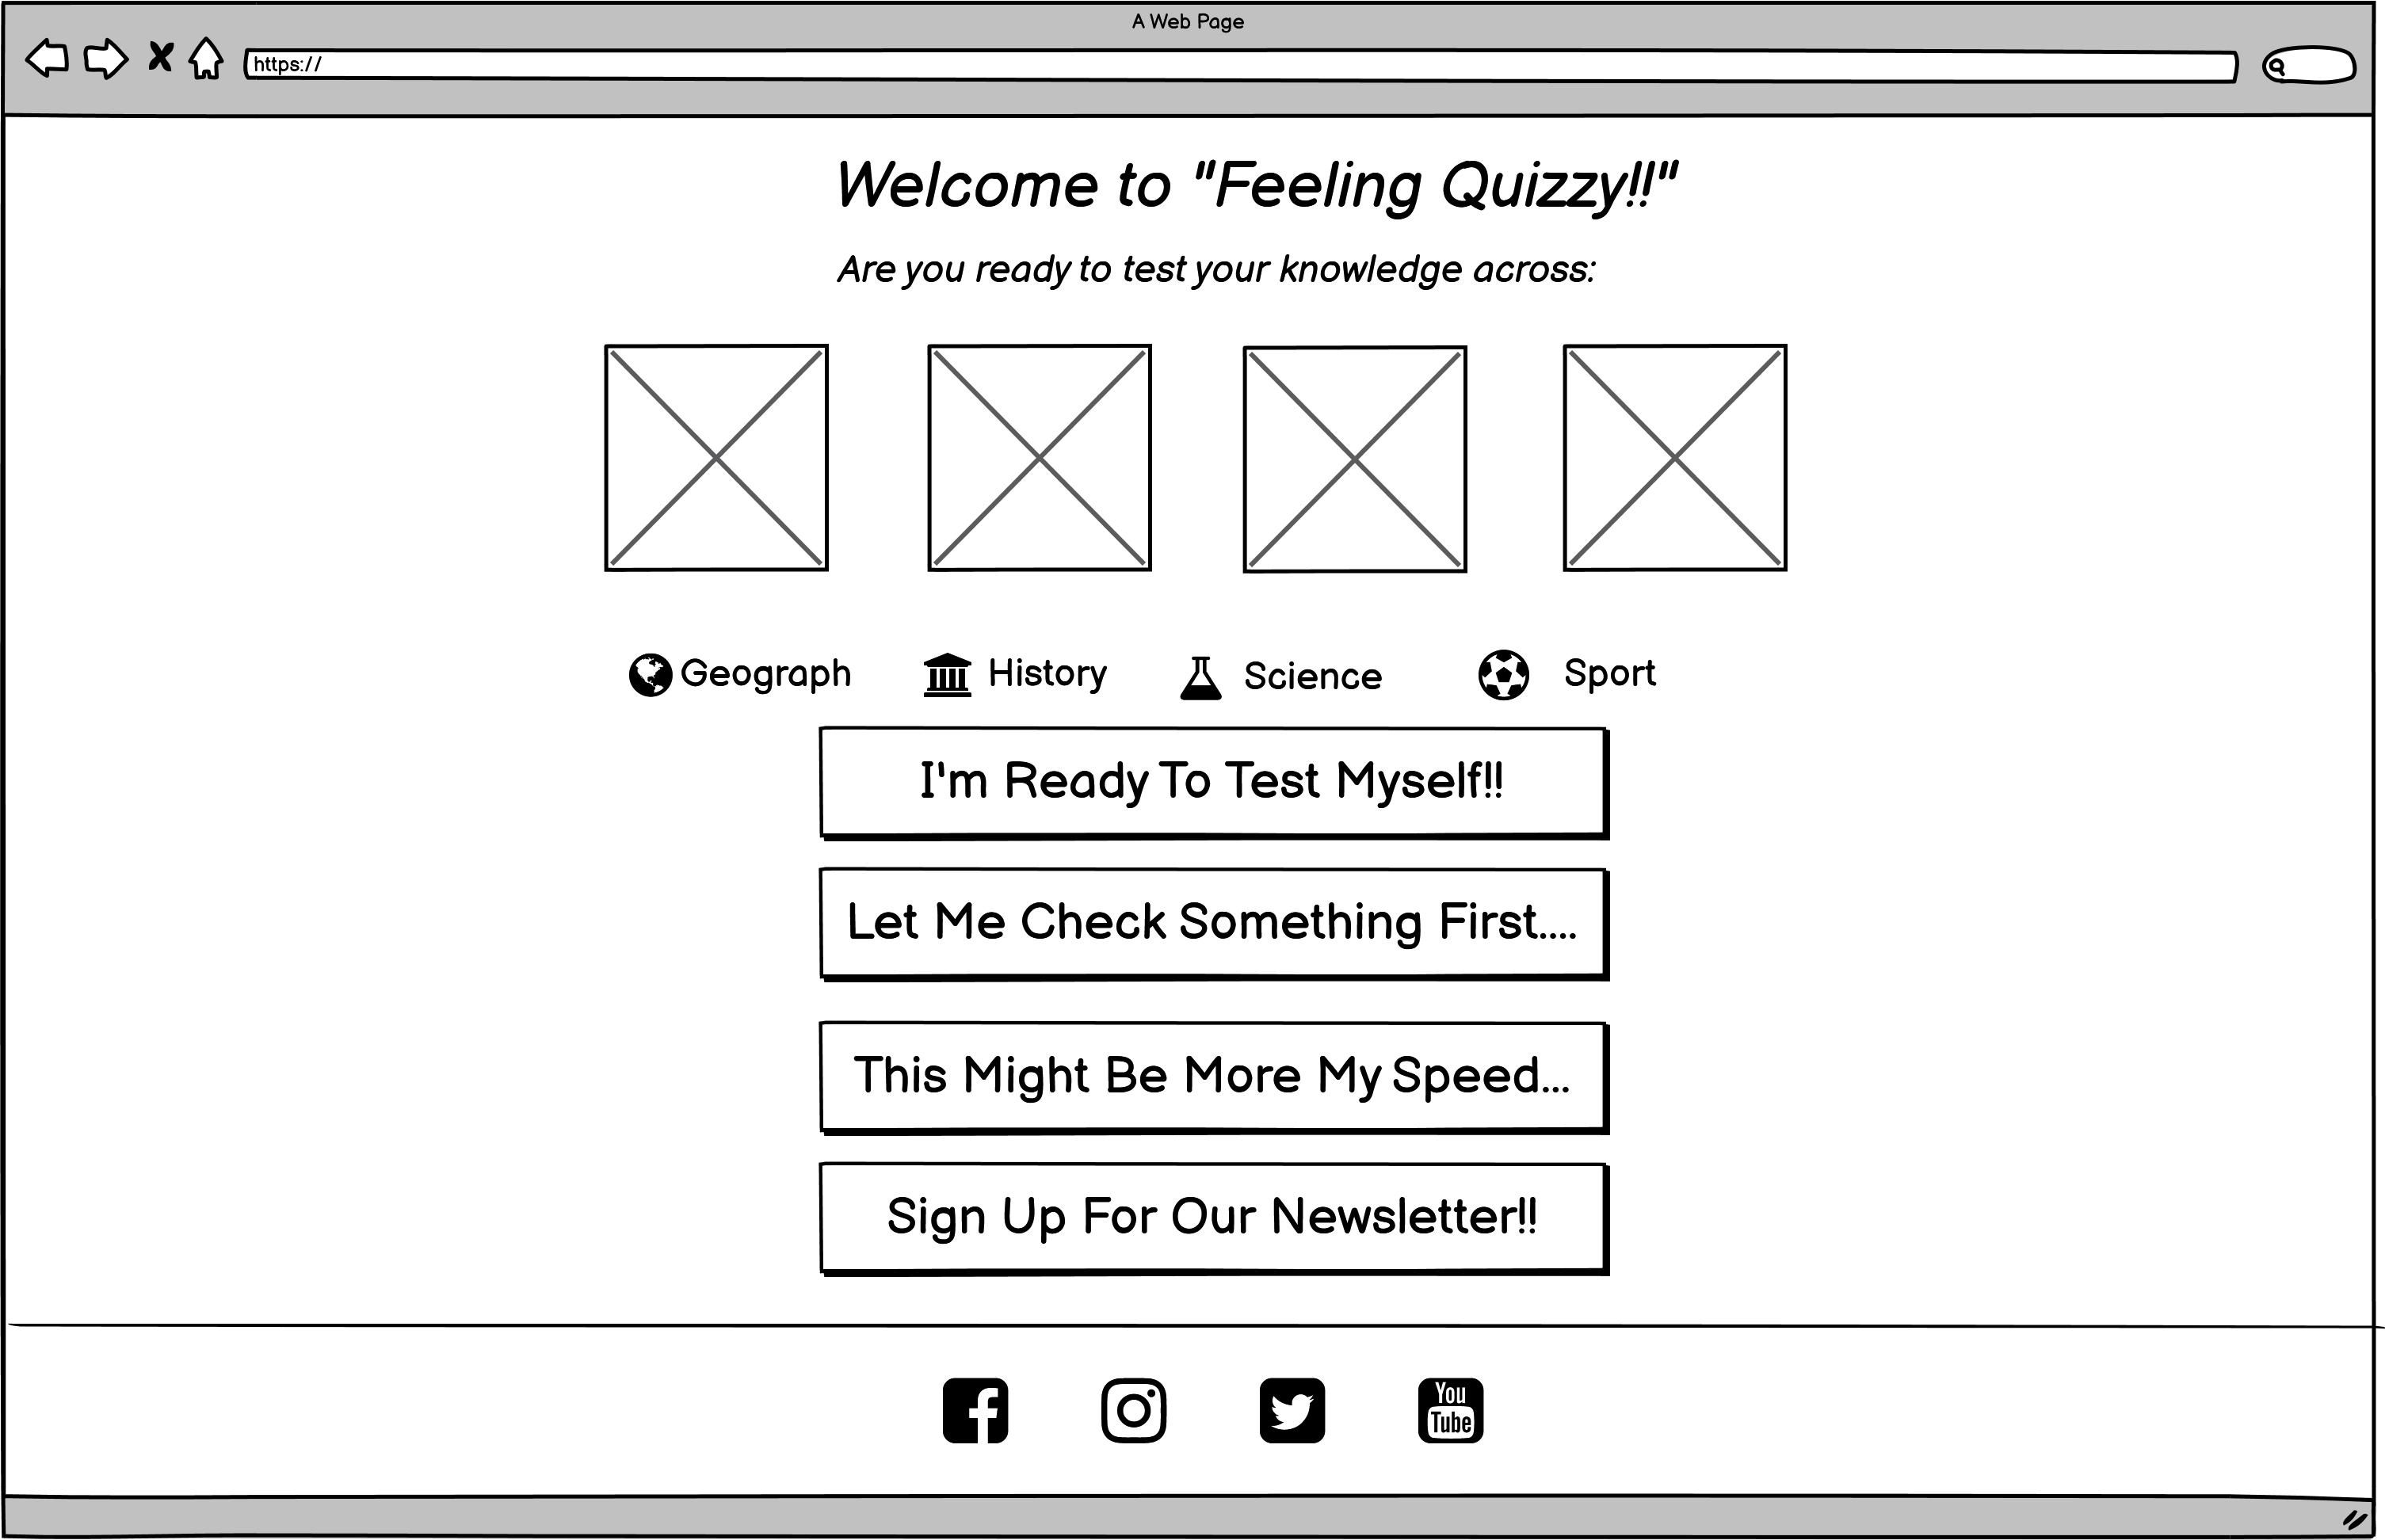 A Web Page
https://
Welcome to "Feeling Quizzy!!"
Are you ready to test your knowledge across:
Geograph History Science Sport
I'm Ready To Test Myself!!
Let Me Check Something First....
This Might Be More My Speed...
Sign Up For Our Newsletter!!
f You Tube